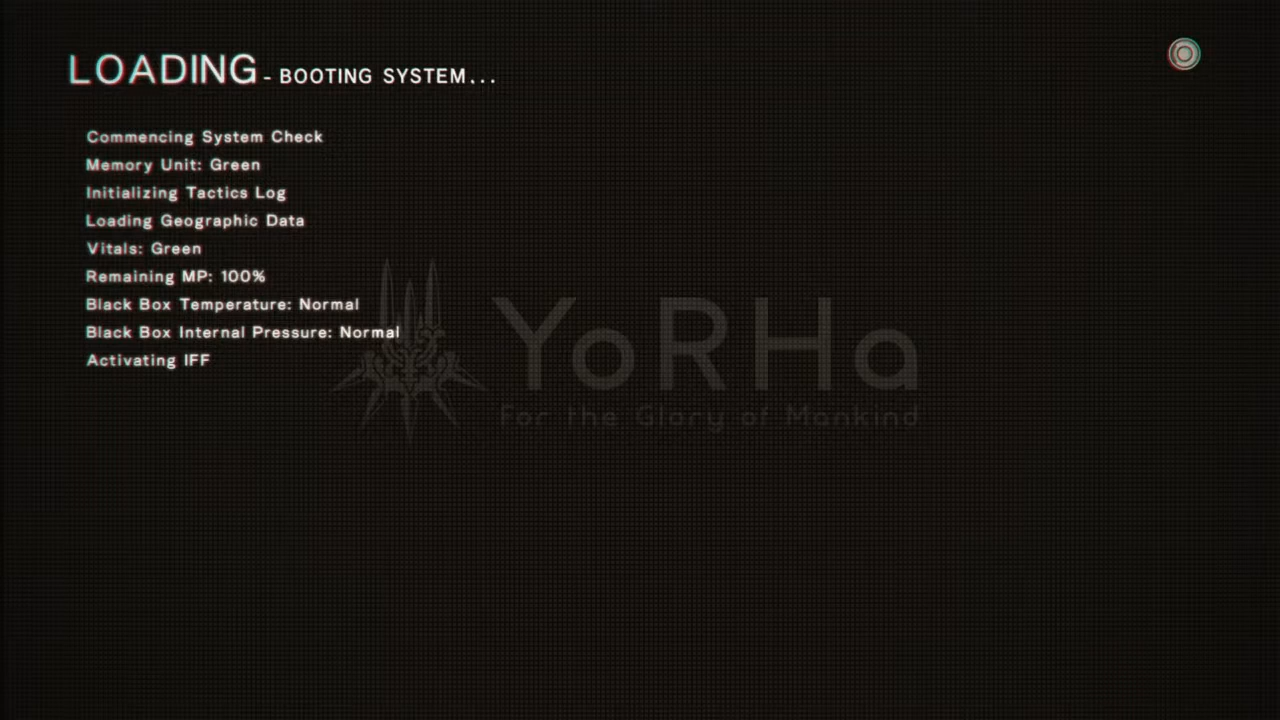 LOADING - BOOTING SYSTEM...
Commencing System Check
Memory Unit: Green
Initializing Tactics Log
Loading Geographic Data
Vitals: Green
Remaining MP: 100%
Black Box Temperature: Normal
Black Box Internal Pressure: Normal
Activating IFF
YoRHa
For the Glory of Mankind